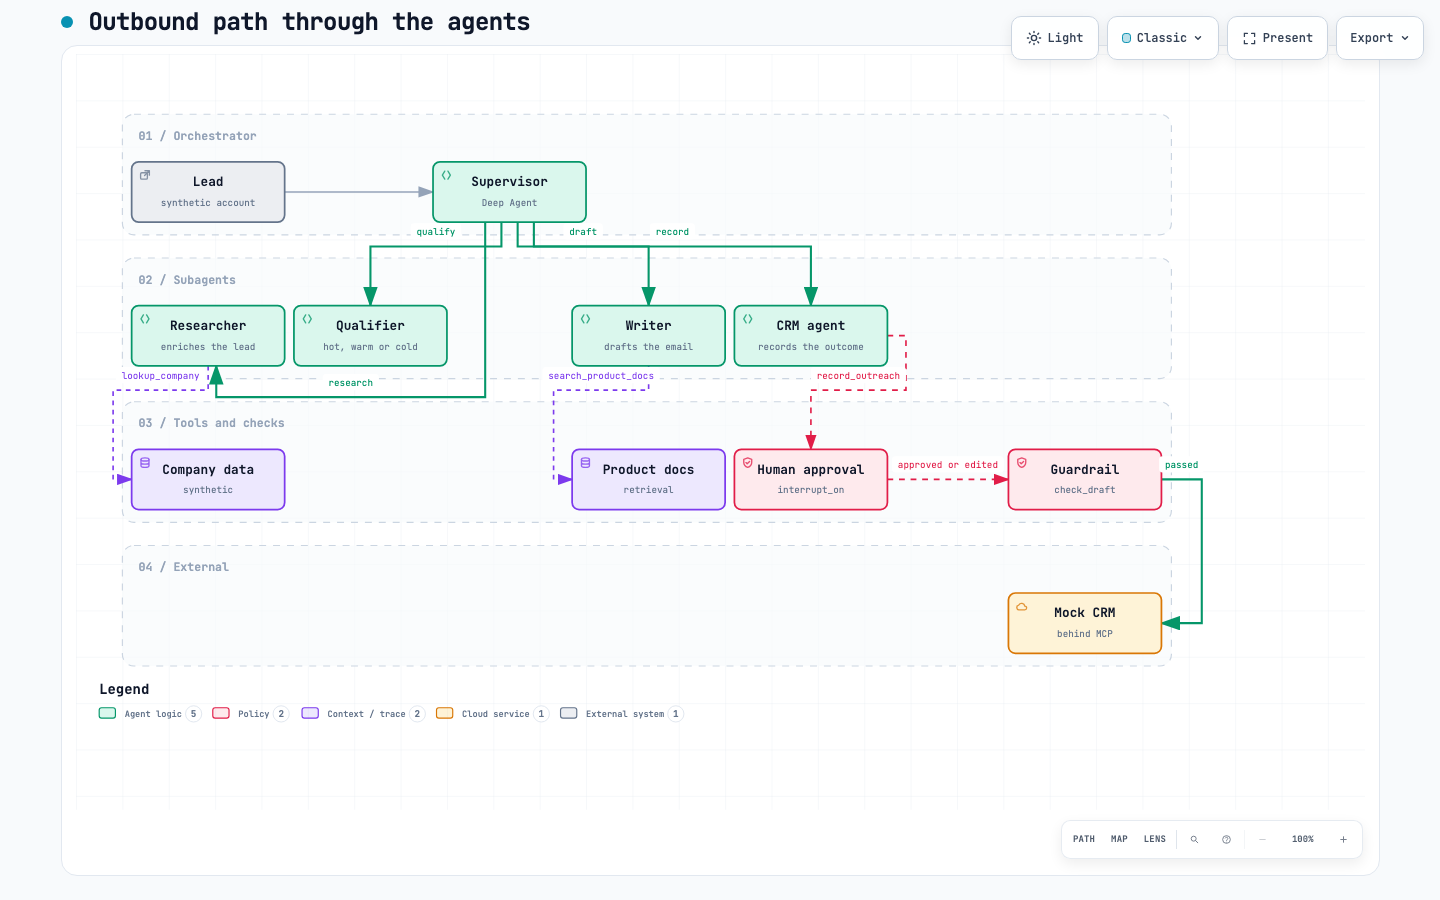 Outbound path through the agents
Light
Classic
Present
Export
01 / Orchestrator
Lead
synthetic account
Supervisor
Deep Agent
qualify
draft
record
02 / Subagents
Researcher
enriches the lead
Qualifier
hot, warm or cold
Writer
drafts the email
CRM agent
records the outcome
lookup_company
research
search_product_docs
record_outreach
03 / Tools and checks
Company data
synthetic
Product docs
retrieval
Human approval
interrupt_on
approved or edited
Guardrail
check_draft
passed
04 / External
Mock CRM
behind MCP
Legend
Agent logic 5
Policy 2
Context / trace 2
Cloud service 1
External system 1
PATH
MAP
LENS
100%